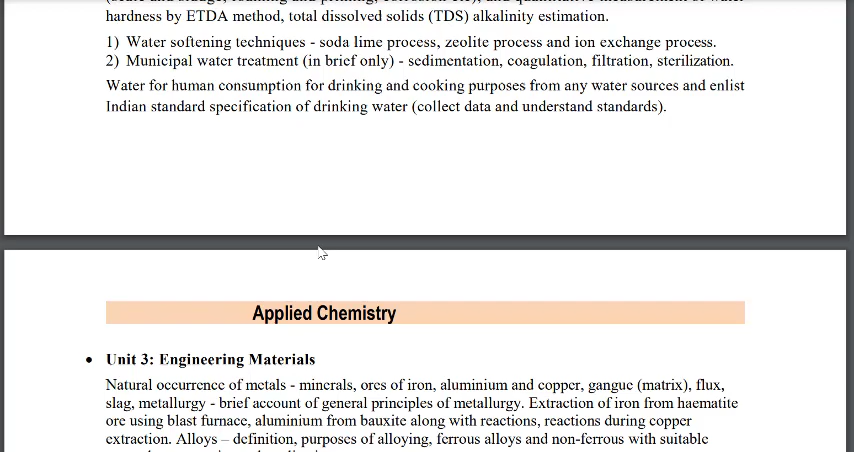 hardness by ETDA method, total dissolved solids (TDS) alkalinity estimation.
1) Water softening techniques - soda lime process, zeolite process and ion exchange process.
2) Municipal water treatment (in brief only) - sedimentation, coagulation, filtration, sterilization.
Water for human consumption for drinking and cooking purposes from any water sources and enlist
Indian standard specification of drinking water (collect data and understand standards).
Applied Chemistry
• Unit 3: Engineering Materials
Natural occurrence of metals - minerals, ores of iron, aluminium and copper, gangue (matrix), flux,
slag, metallurgy - brief account of general principles of metallurgy. Extraction of iron from haematite
ore using blast furnace, aluminium from bauxite along with reactions, reactions during copper
extraction. Alloys – definition, purposes of alloying, ferrous alloys and non-ferrous with suitable